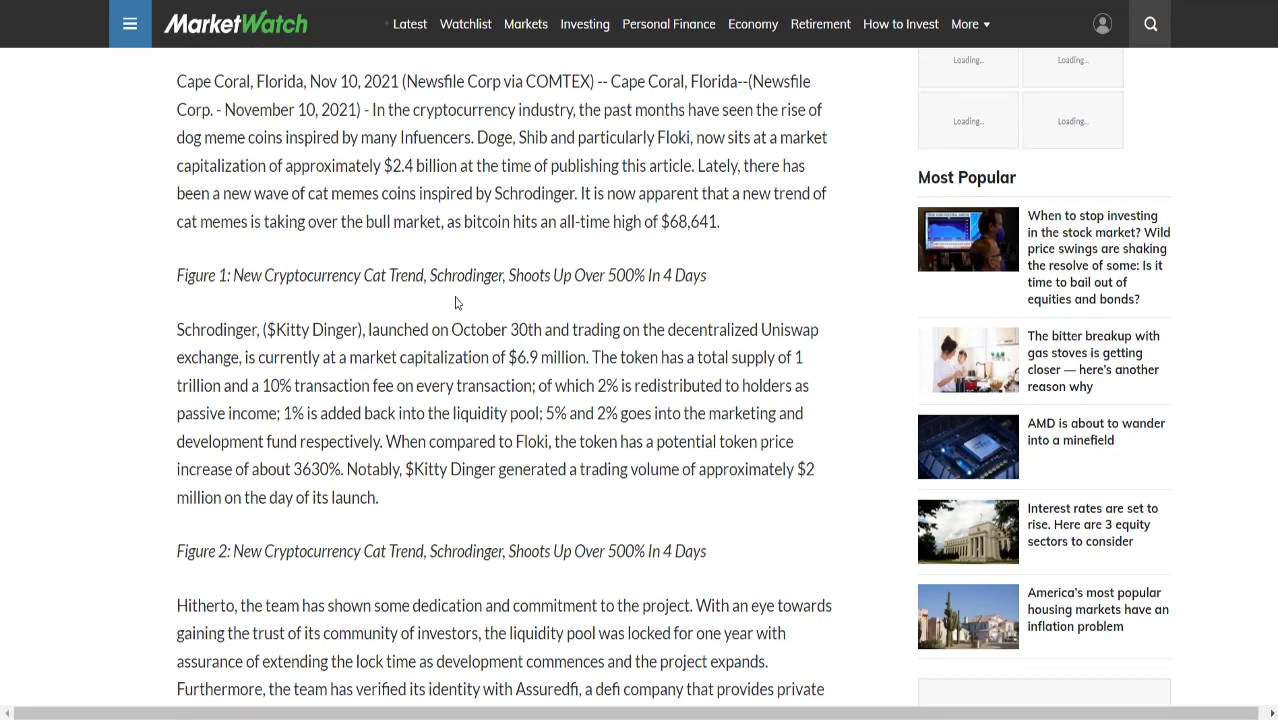 MarketWatch
Latest Watchlist Markets Investing Personal Finance Economy Retirement How to Invest More
Cape Coral, Florida, Nov 10, 2021 (Newsfile Corp via COMTEX) -- Cape Coral, Florida--(Newsfile
Corp. - November 10, 2021) - In the cryptocurrency industry, the past months have seen the rise of
dog meme coins inspired by many Infuencers. Doge, Shib and particularly Floki, now sits at a market
capitalization of approximately $2.4 billion at the time of publishing this article. Lately, there has
been a new wave of cat memes coins inspired by Schrodinger. It is now apparent that a new trend of
cat memes is taking over the bull market, as bitcoin hits an all-time high of $68,641.
Figure 1: New Cryptocurrency Cat Trend, Schrodinger, Shoots Up Over 500% In 4 Days
Schrodinger, ($Kitty Dinger), launched on October 30th and trading on the decentralized Uniswap
exchange, is currently at a market capitalization of $6.9 million. The token has a total supply of 1
trillion and a 10% transaction fee on every transaction; of which 2% is redistributed to holders as
passive income; 1% is added back into the liquidity pool; 5% and 2% goes into the marketing and
development fund respectively. When compared to Floki, the token has a potential token price
increase of about 3630%. Notably, $Kitty Dinger generated a trading volume of approximately $2
million on the day of its launch.
Figure 2: New Cryptocurrency Cat Trend, Schrodinger, Shoots Up Over 500% In 4 Days
Hitherto, the team has shown some dedication and commitment to the project. With an eye towards
gaining the trust of its community of investors, the liquidity pool was locked for one year with
assurance of extending the lock time as development commences and the project expands.
Furthermore, the team has verified its identity with Assuredfi, a defi company that provides private
Loading... Loading...
Loading... Loading...
Most Popular
When to stop investing
in the stock market? Wild
price swings are shaking
the resolve of some: Is it
time to bail out of
equities and bonds?
The bitter breakup with
gas stoves is getting
closer — here's another
reason why
AMD is about to wander
into a minefield
Interest rates are set to
rise. Here are 3 equity
sectors to consider
America's most popular
housing markets have an
inflation problem